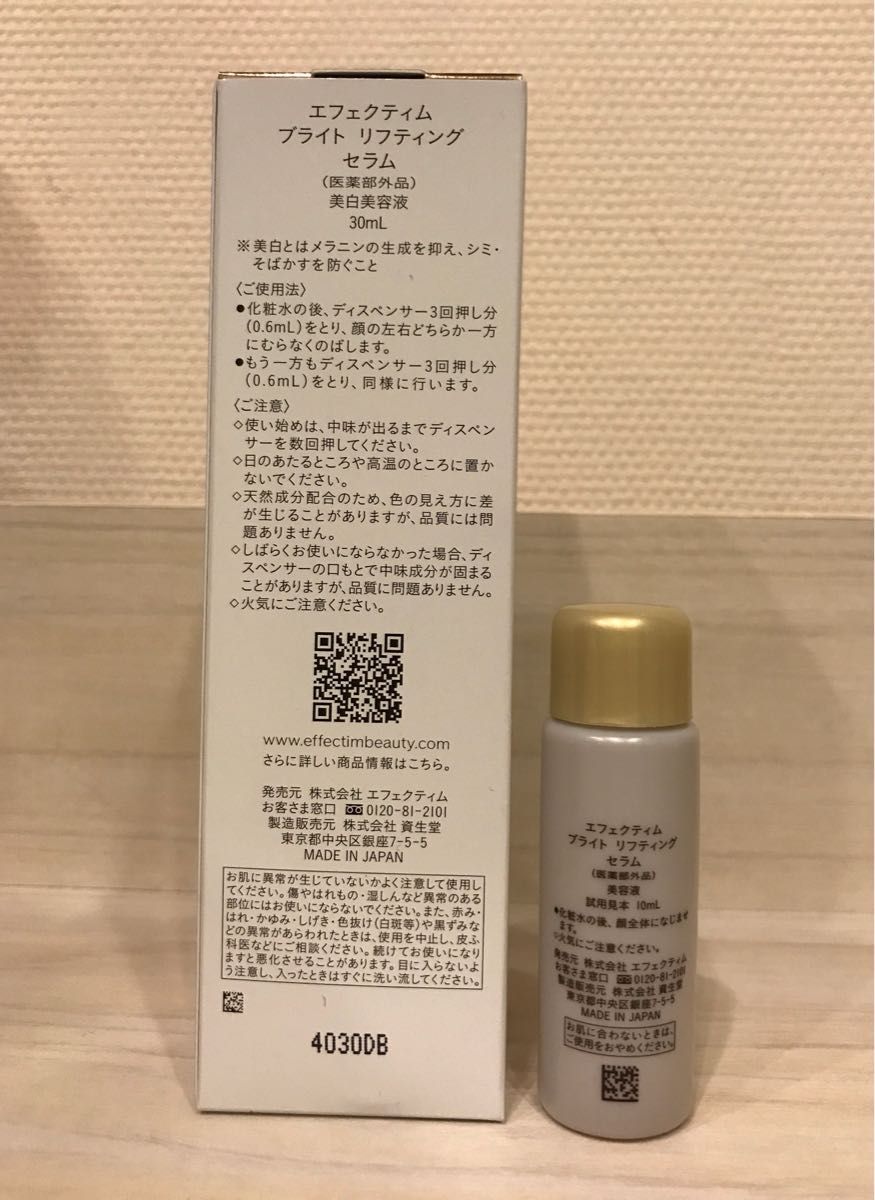 エフェクティム
ブライト リフティング
セラム
(医薬部外品)
美白美容液
30mL
※美白とはメラニンの生成を抑え、シミ・
そばかすを防ぐこと
〈ご使用法〉
●化粧水の後、ディスペンサー3回押し分
(0.6mL)をとり、顔の左右どちらか一方
にむらなくのばします。
●もう一方もディスペンサー3回押し分
(0.6mL)をとり、同様に行います。
〈ご注意〉
◇使い始めは、中味が出るまでディスペン
サーを数回押してください。
◇日のあたるところや高温のところに置か
ないでください。
◇天然成分配合のため、色の見え方に差
が生じることがありますが、品質には問
題ありません。
◇しばらくお使いにならなかった場合、ディ
スペンサーの口もとで中味成分が固まる
ことがありますが、品質に問題ありません。
◇火気にご注意ください。
www.effectimbeauty.com
さらに詳しい商品情報はこちら。
発売元 株式会社 エフェクティム
お客さま窓口 0120-81-2101
製造販売元 株式会社 資生堂
東京都中央区銀座7-5-5
MADE IN JAPAN
お肌に異常が生じていないかよく注意して使用し
てください。傷やはれもの・湿しんなど異常のある
部位にはお使いにならないでください。また、赤み・
はれ・かゆみ・しげき・色抜け(白斑等)や黒ずみな
どの異常があらわれたときは、使用を中止し、皮ふ
科医などにご相談ください。続けてお使いになり
ますと悪化させることがあります。目に入らないよ
う注意し、入ったときはすぐに洗い流してください。
4030DB
エフェクティム
ブライト リフティング
セラム
(医薬部外品)
美容液
試用見本 10mL
●化粧水の後、顔全体になじませ
ます。
◇火気にご注意ください。
発売元 株式会社 エフェクティム
お客さま窓口 0120-81-2101
製造販売元 株式会社 資生堂
東京都中央区銀座7-5-5
MADE IN JAPAN
お肌に合わないときは、
ご使用をおやめください。